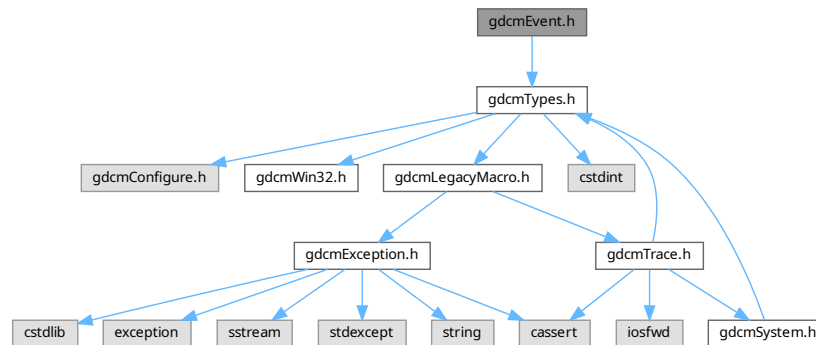 gdcmEvent.h
gdcmTypes.h
gdcmConfigure.h
gdcmWin32.h
gdcmLegacyMacro.h
cstdint
gdcmException.h
gdcmTrace.h
cstdlib
exception
sstream
stdexcept
string
cassert
iosfwd
gdcmSystem.h